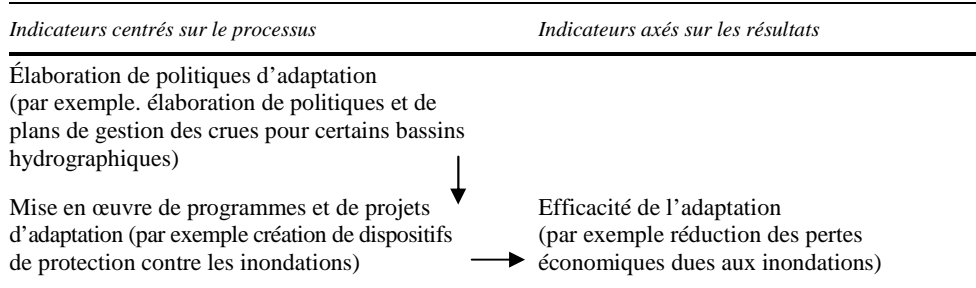 Indicateurs centrés sur le processus
Indicateurs axés sur les résultats
Élaboration de politiques d’adaptation
(par exemple. élaboration de politiques et de
plans de gestion des crues pour certains bassins
hydrographiques)
Mise en œuvre de programmes et de projets
d’adaptation (par exemple création de dispositifs
de protection contre les inondations)
Efficacité de l’adaptation
(par exemple réduction des pertes
économiques dues aux inondations)